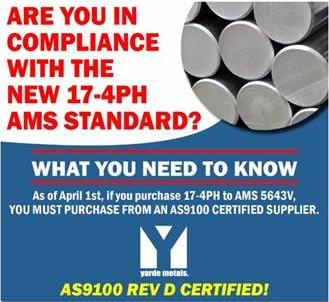 ARE YOU IN
COMPLIANCE
WITH THE
NEW 17-4PH
AMS STANDARD?
WHAT YOU NEED TO KNOW
As of April 1st, if you purchase 17-4PH to AMS 5643V,
YOU MUST PURCHASE FROM AN AS9100 CERTIFIED SUPPLIER.
yarde metals.
AS9100 REV D CERTIFIED!